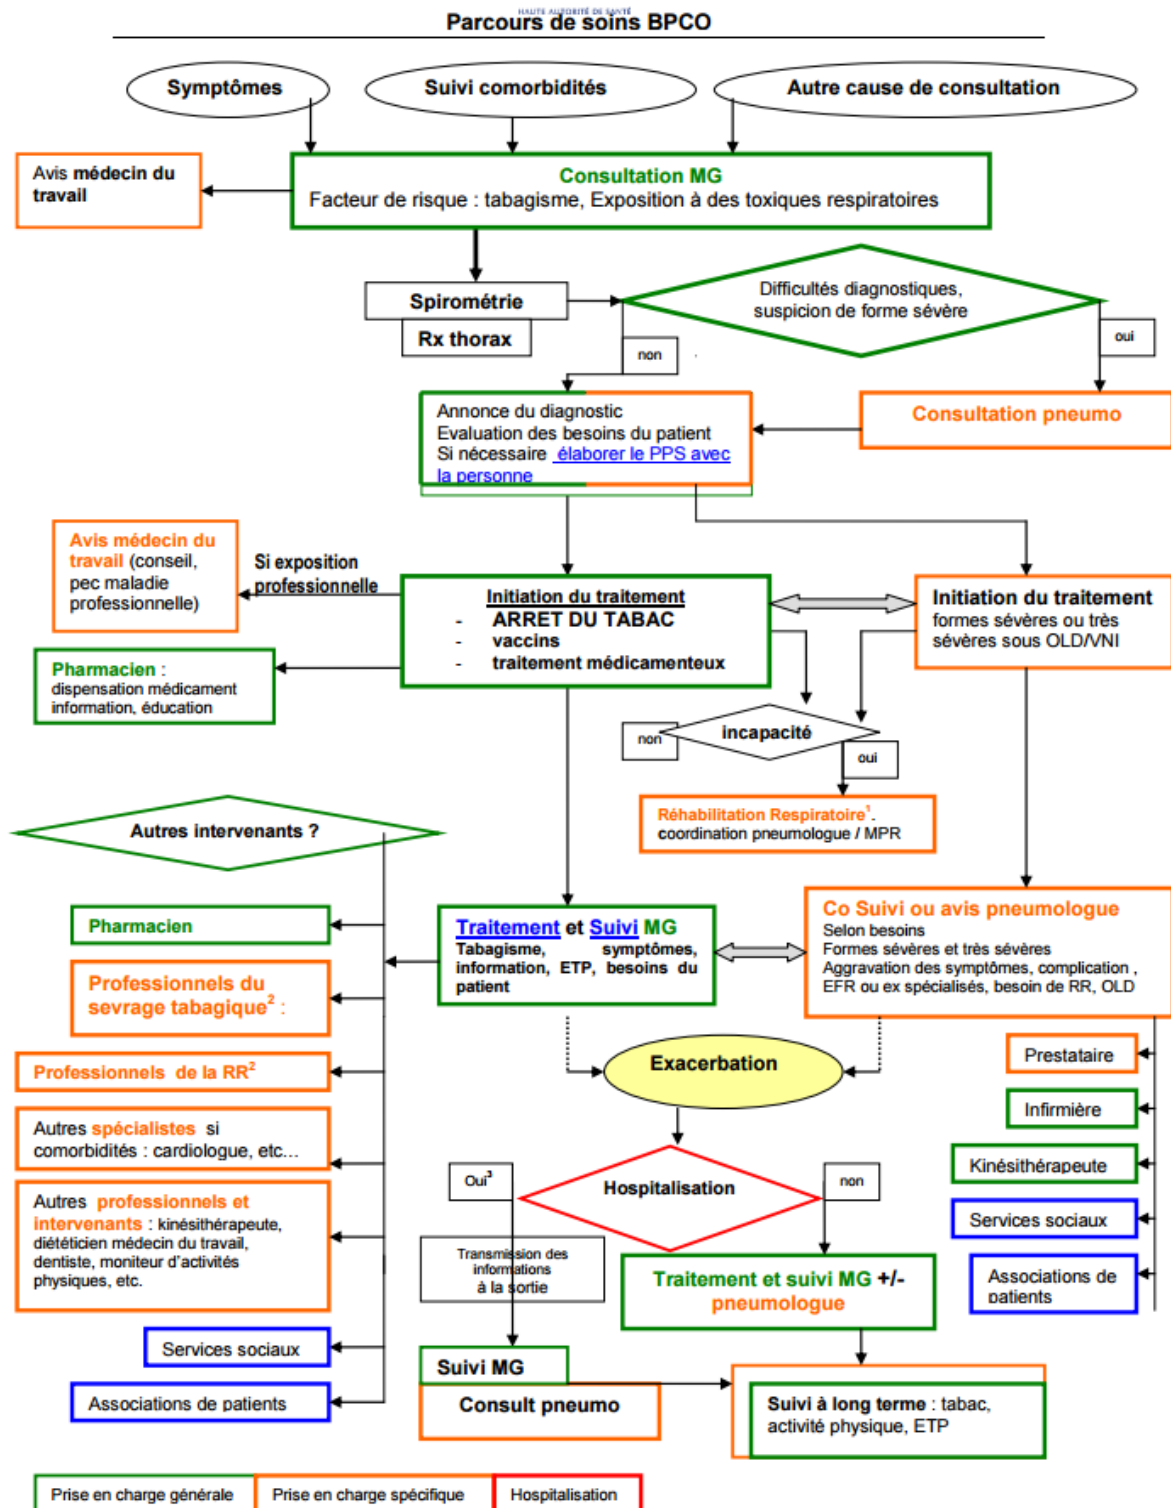 HAUTE AUTORITÉ DE SANTÉ
Parcours de soins BPCO
Symptômes
Suivi comorbidités
Autre cause de consultation
Avis médecin du
travail
Consultation MG
Facteur de risque : tabagisme, Exposition à des toxiques respiratoires
Difficultés diagnostiques,
suspicion de forme sévère
Spirométrie
Rx thorax
non
oui
Annonce du diagnostic
Evaluation des besoins du patient
Si nécessaire élaborer le PPS avec
la personne
Consultation pneumo
Avis médecin du
travail (conseil,
pec maladie
professionnelle)
Si exposition
professionnelle
Initiation du traitement
- ARRET DU TABAC
- vaccins
- traitement médicamenteux
Initiation du traitement
formes sévères ou très
sévères sous OLD/VNI
Pharmacien :
dispensation médicament
information, éducation
non
incapacité
oui
Réhabilitation Respiratoire¹.
coordination pneumologue / MPR
Autres intervenants ?
Pharmacien
Professionnels du
sevrage tabagique² :
Professionnels de la RR²
Autres spécialistes si
comorbidités : cardiologue, etc…
Autres professionnels et
intervenants : kinésithérapeute,
diététicien médecin du travail,
dentiste, moniteur d'activités
physiques, etc.
Services sociaux
Associations de patients
Traitement et Suivi MG
Tabagisme, symptômes,
information, ETP, besoins du
patient
Co Suivi ou avis pneumologue
Selon besoins
Formes sévères et très sévères
Aggravation des symptômes, complication ,
EFR ou ex spécialisés, besoin de RR, OLD
Exacerbation
Prestataire
Infirmière
Kinésithérapeute
Services sociaux
Associations de
patients
Oui³
Hospitalisation
non
Transmission des
informations
à la sortie
Traitement et suivi MG +/-
pneumologue
Suivi MG
Consult pneumo
Suivi à long terme : tabac,
activité physique, ETP
Prise en charge générale
Prise en charge spécifique
Hospitalisation